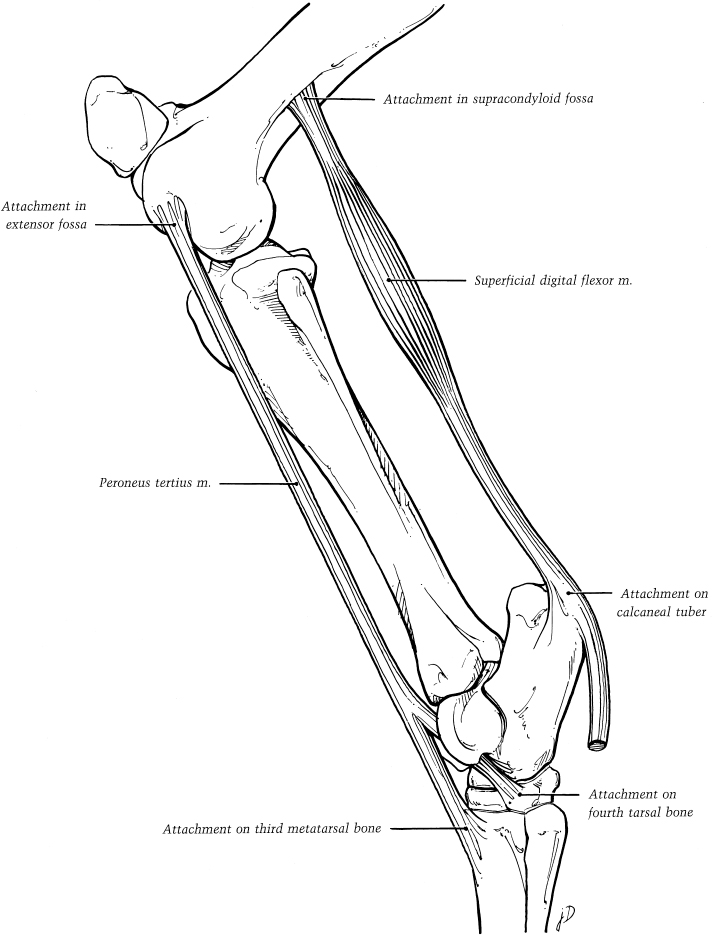 Attachment in supracondyloid fossa
Attachment in
extensor fossa
Superficial digital flexor m.
Peroneus tertius m.
Attachment on
calcaneal tuber
Attachment on
fourth tarsal bone
Attachment on third metatarsal bone
jD